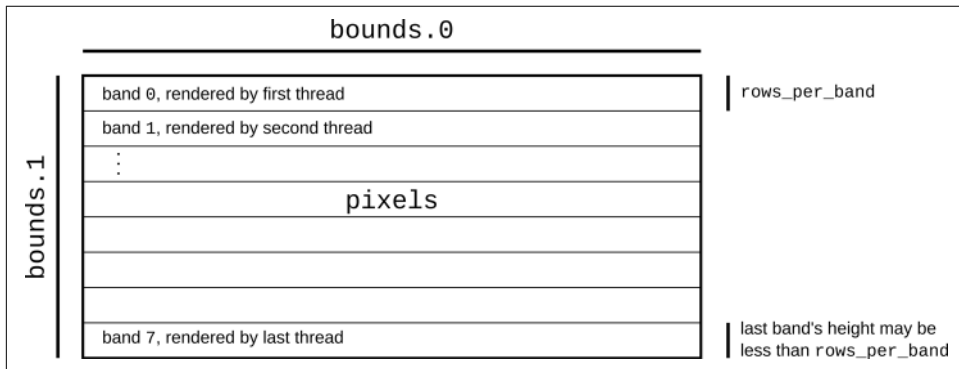 bounds.0
bounds.1
band 0, rendered by first thread
rows_per_band
band 1, rendered by second thread
⋮
pixels
band 7, rendered by last thread
last band's height may be
less than rows_per_band